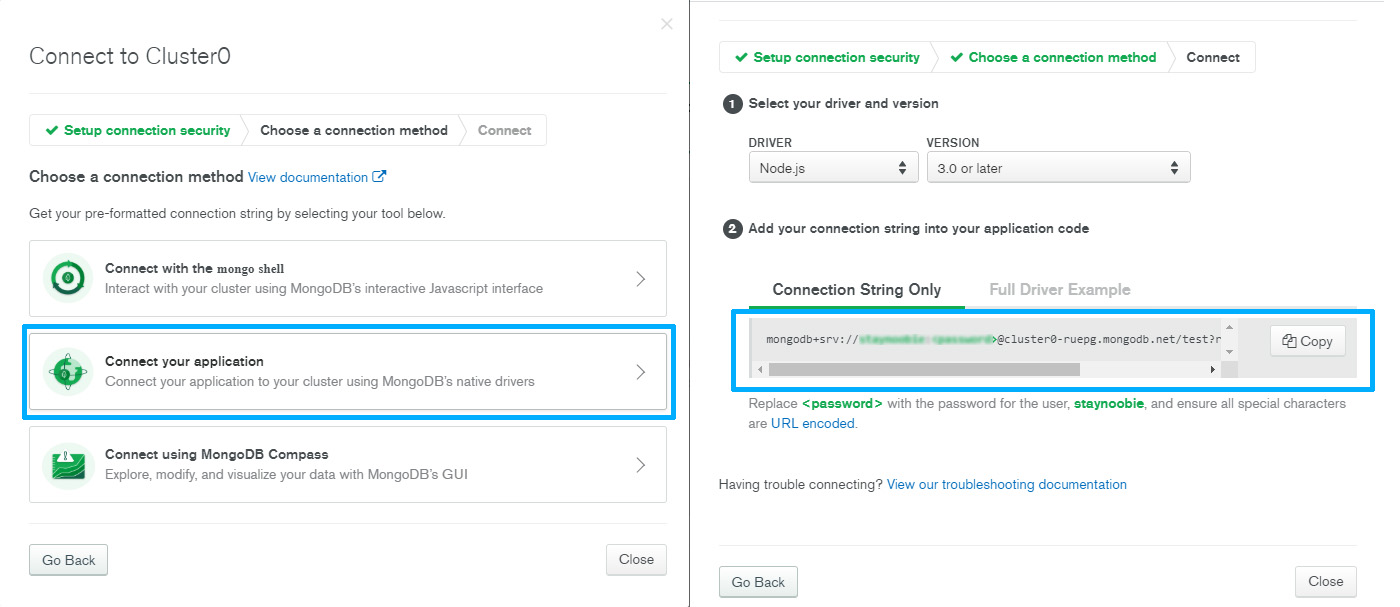 Connect to Cluster0
Setup connection security
Choose a connection method
Connect
Choose a connection method View documentation
Get your pre-formatted connection string by selecting your tool below.
Connect with the mongo shell
Interact with your cluster using MongoDB's interactive Javascript interface
Connect your application
Connect your application to your cluster using MongoDB's native drivers
Connect using MongoDB Compass
Explore, modify, and visualize your data with MongoDB's GUI
Go Back
Close
Setup connection security
Choose a connection method
Connect
1 Select your driver and version
DRIVER
VERSION
Node.js
3.0 or later
2 Add your connection string into your application code
Connection String Only
Full Driver Example
mongodb+srv://@cluster0-ruepg.mongodb.net/test?r
Copy
Replace <password> with the password for the user, staynoobie, and ensure all special characters
are URL encoded.
Having trouble connecting? View our troubleshooting documentation
Go Back
Close